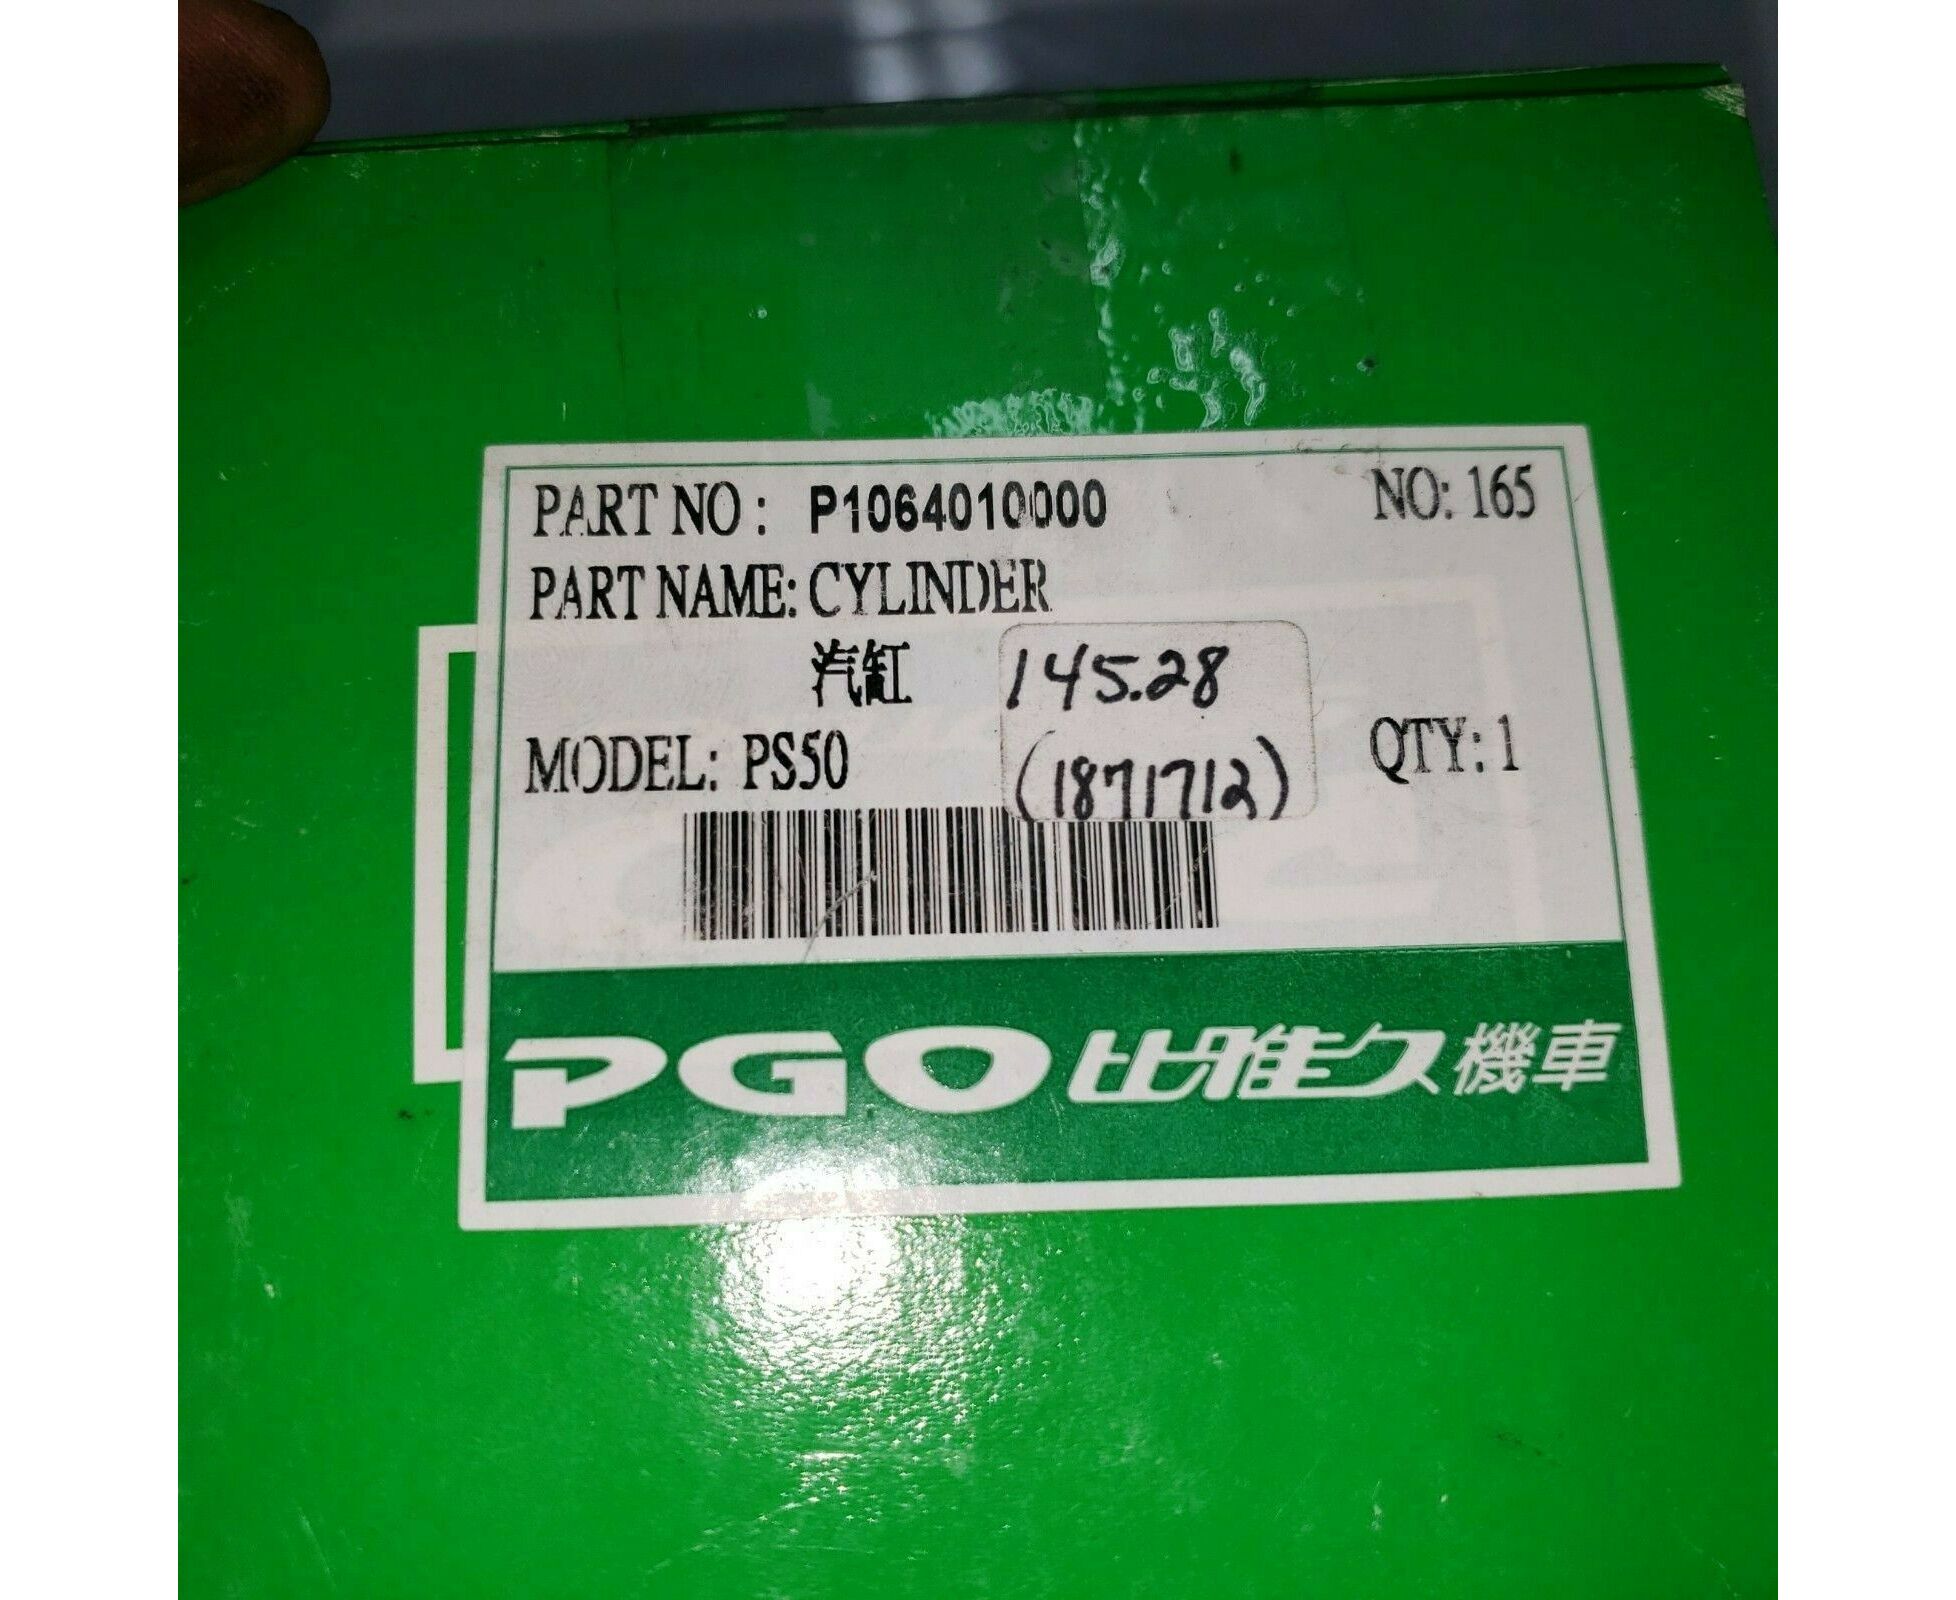 PART NO: P1064010000 NO: 165
PART NAME: CYLINDER
汽缸 145.28
MODEL: PS50 (1871712) QTY: 1
PGO 比雅久機車